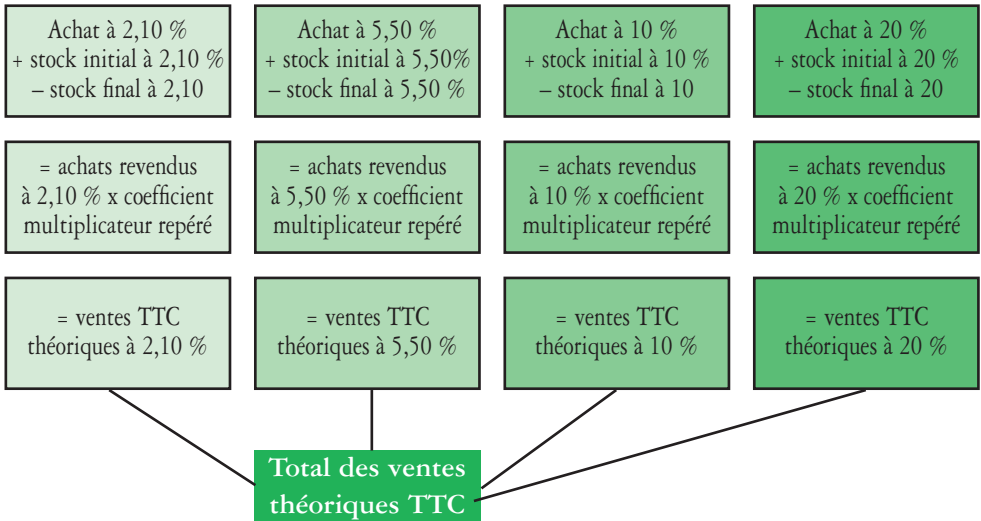 Achat à 2,10 %
+ stock initial à 2,10 %
– stock final à 2,10
Achat à 5,50 %
+ stock initial à 5,50%
– stock final à 5,50 %
Achat à 10 %
+ stock initial à 10 %
– stock final à 10
Achat à 20 %
+ stock initial à 20 %
– stock final à 20
= achats revendus
à 2,10 % x coefficient
multiplicateur repéré
= achats revendus
à 5,50 % x coefficient
multiplicateur repéré
= achats revendus
à 10 % x coefficient
multiplicateur repéré
= achats revendus
à 20 % x coefficient
multiplicateur repéré
= ventes TTC
théoriques à 2,10 %
= ventes TTC
théoriques à 5,50 %
= ventes TTC
théoriques à 10 %
= ventes TTC
théoriques à 20 %
Total des ventes
théoriques TTC